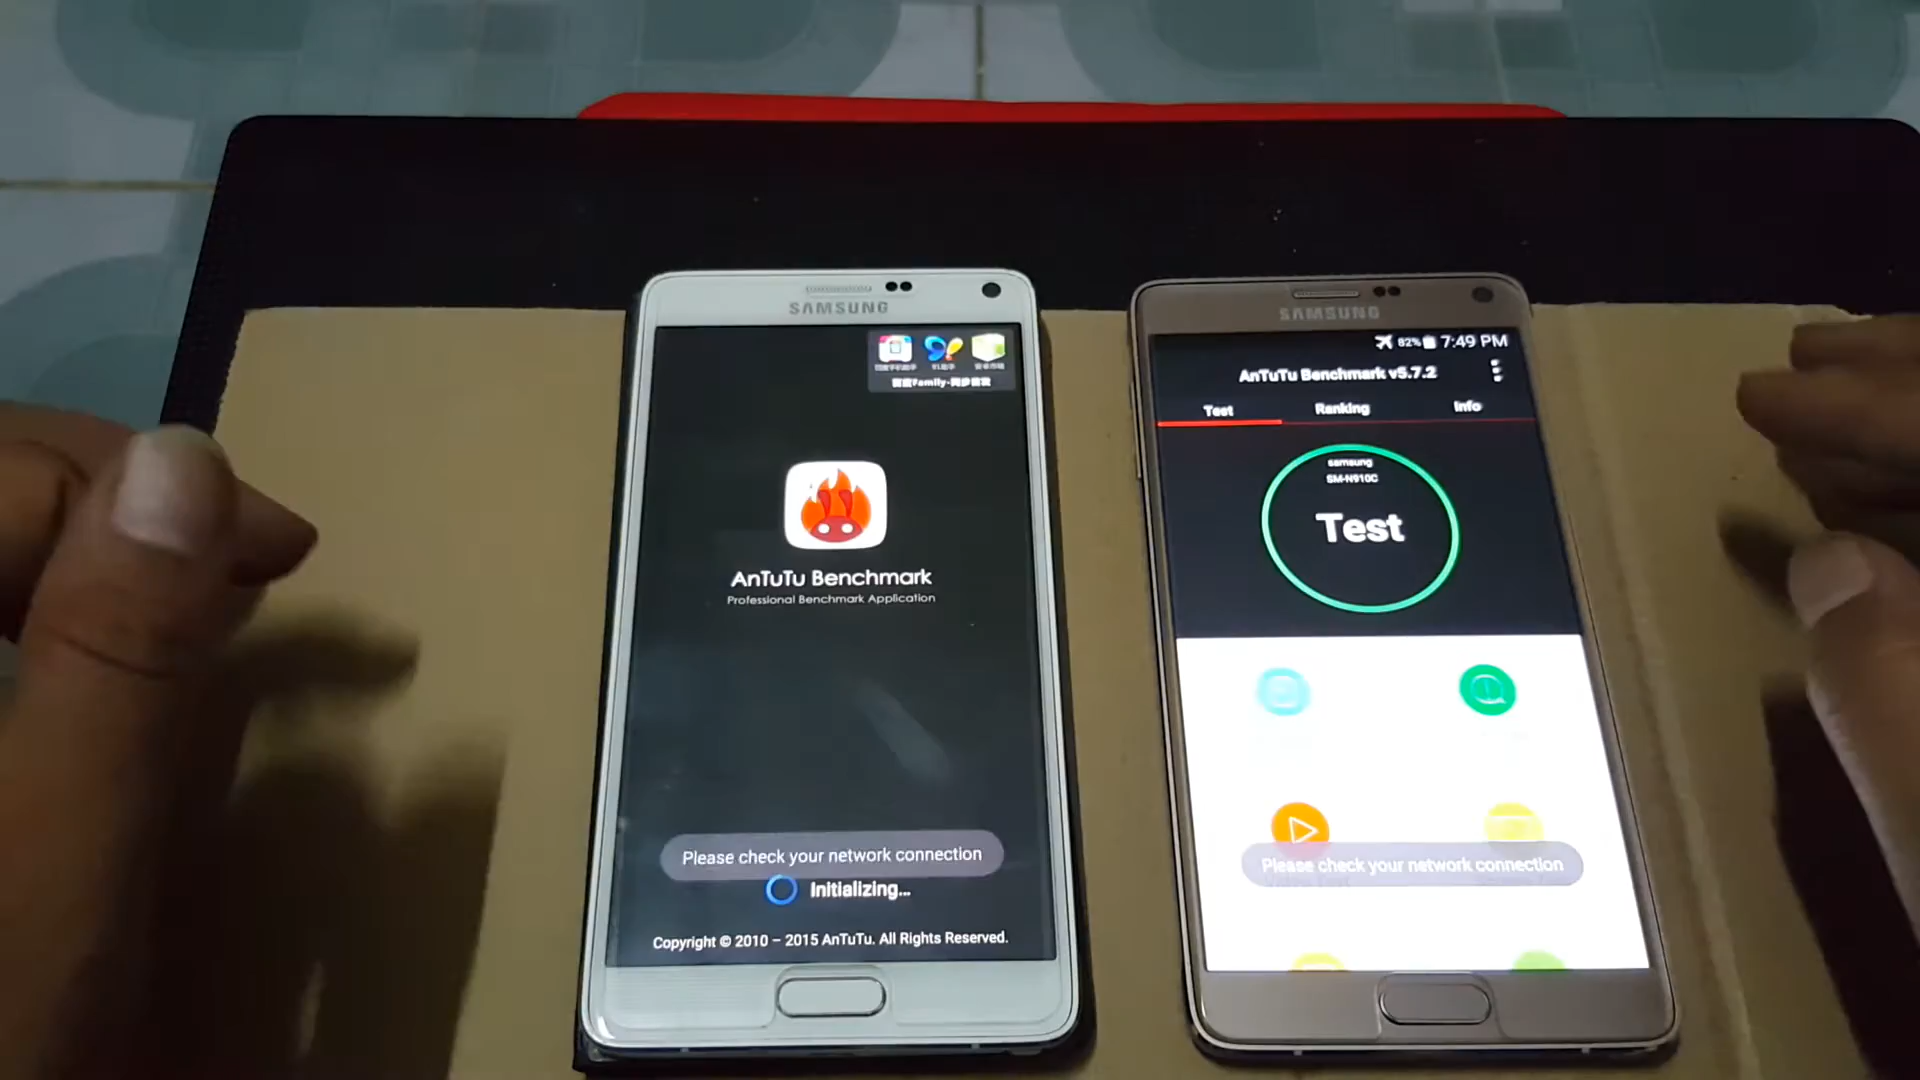 SAMSUNG
AnTuTu Benchmark
Professional Benchmark Application
Please check your network connection
Initializing...
Copyright © 2010 – 2015 AnTuTu. All Rights Reserved.
SAMSUNG
82% 7:49 PM
AnTuTu Benchmark v5.7.2
Test Ranking Info
samsung
SM-N910C
Test
Please check your network connection